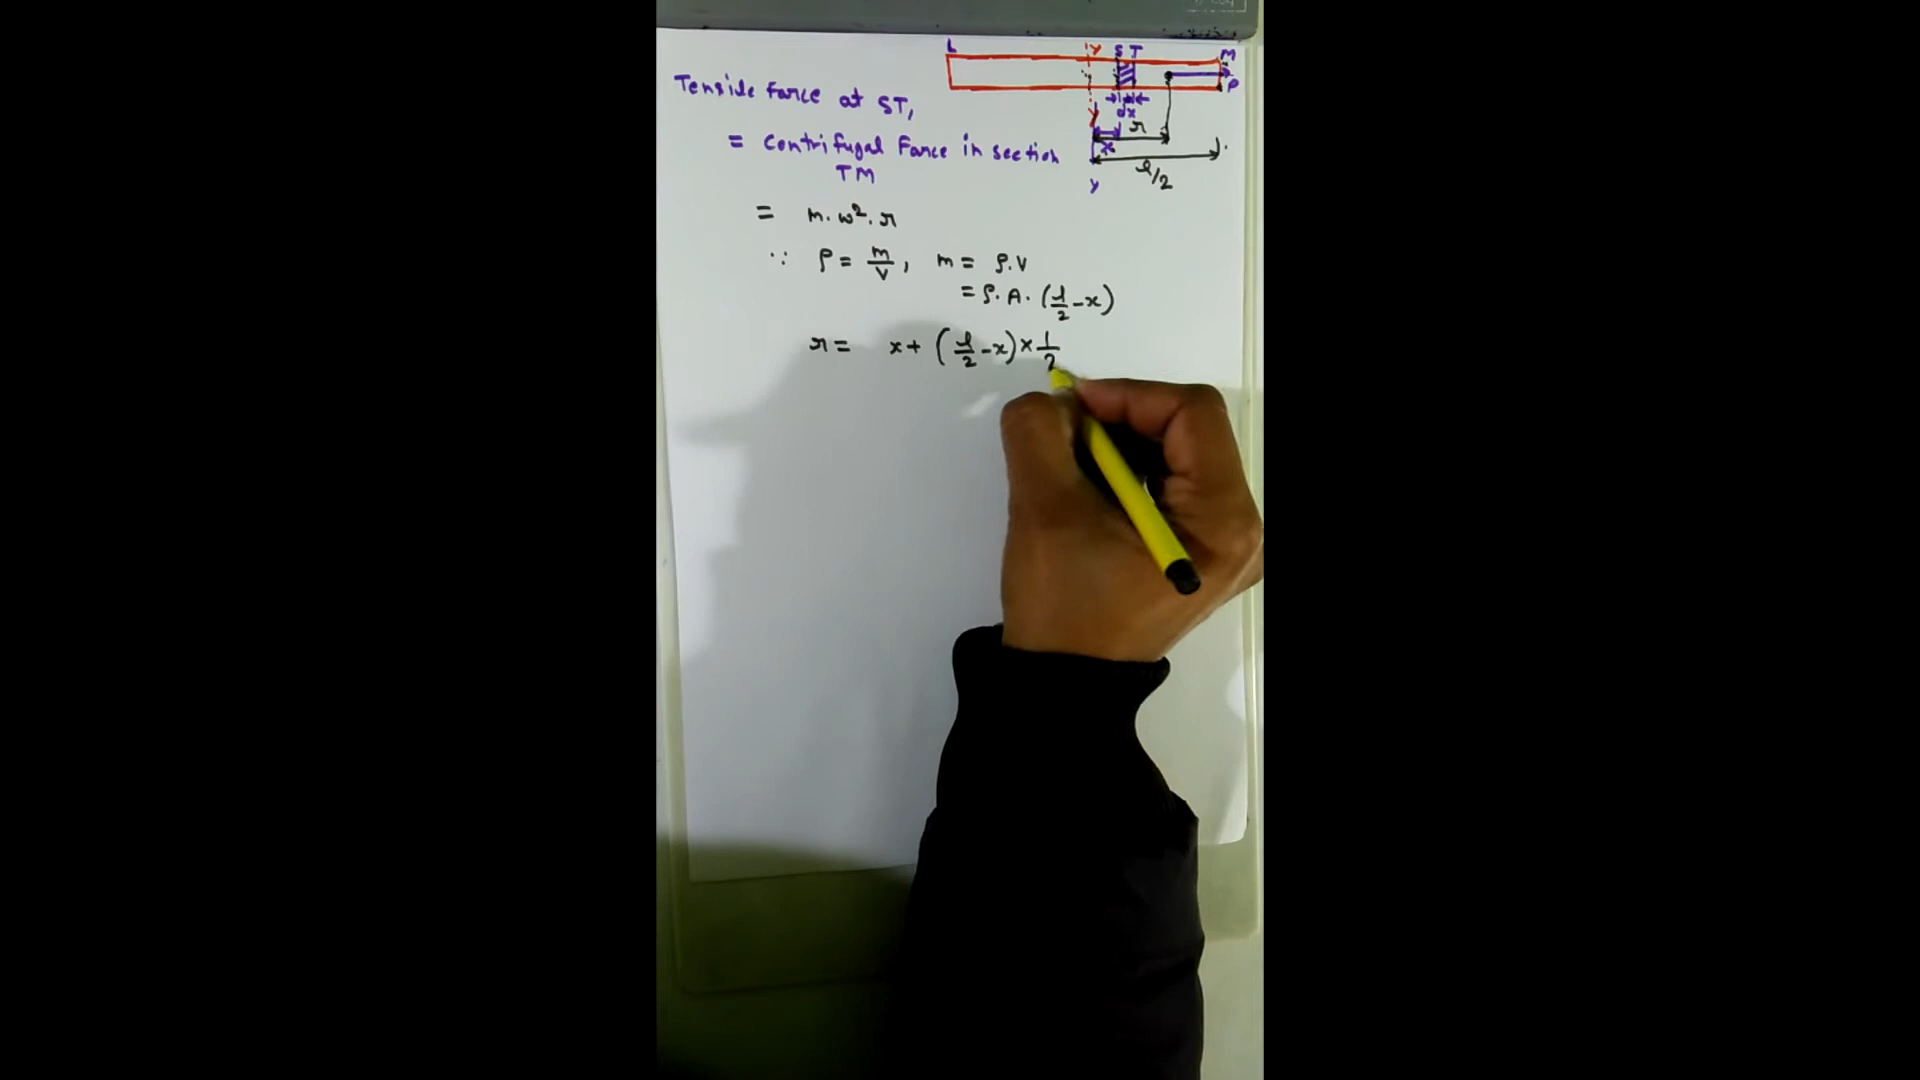 L Y S T M
P
Tensile Force at ST,
dx
Y
r
= Centrifugal Force in section
x
TM
l/2
Y
= m.ω².r
∵ ρ = m/V, m = ρ.V
= ρ.A.(l/2-x)
r = x+(l/2-x)×1/2